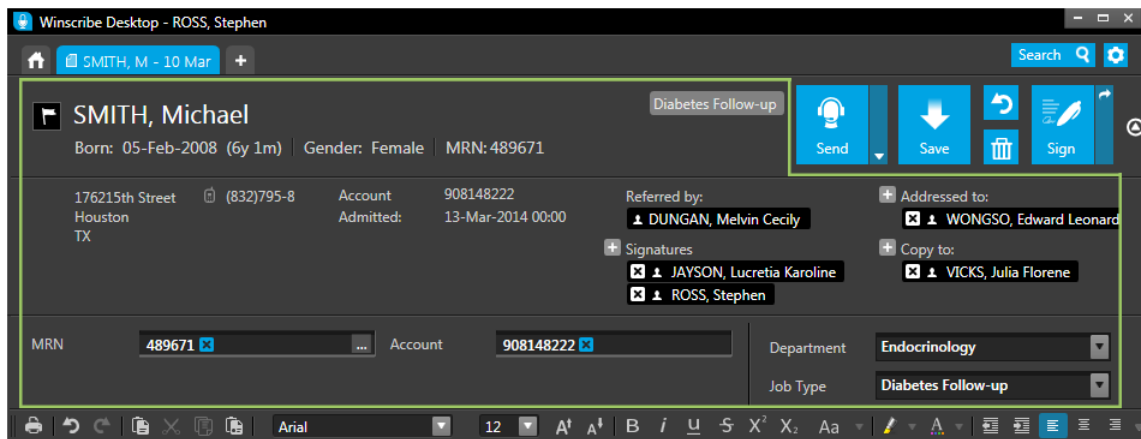 Winscribe Desktop - ROSS, Stephen
SMITH, M - 10 Mar
Search
SMITH, Michael
Diabetes Follow-up
Born: 05-Feb-2008 (6y 1m) Gender: Female MRN: 489671
Send
Save
Sign
176215th Street (832)795-8
Houston
TX
Account 908148222
Admitted: 13-Mar-2014 00:00
Referred by:
DUNGAN, Melvin Cecily
Signatures
JAYSON, Lucretia Karoline
ROSS, Stephen
Addressed to:
WONGSO, Edward Leonard
Copy to:
VICKS, Julia Florene
MRN 489671 ... Account 908148222
Department Endocrinology
Job Type Diabetes Follow-up
Arial 12 A A B i u S X² X₂ Aa A